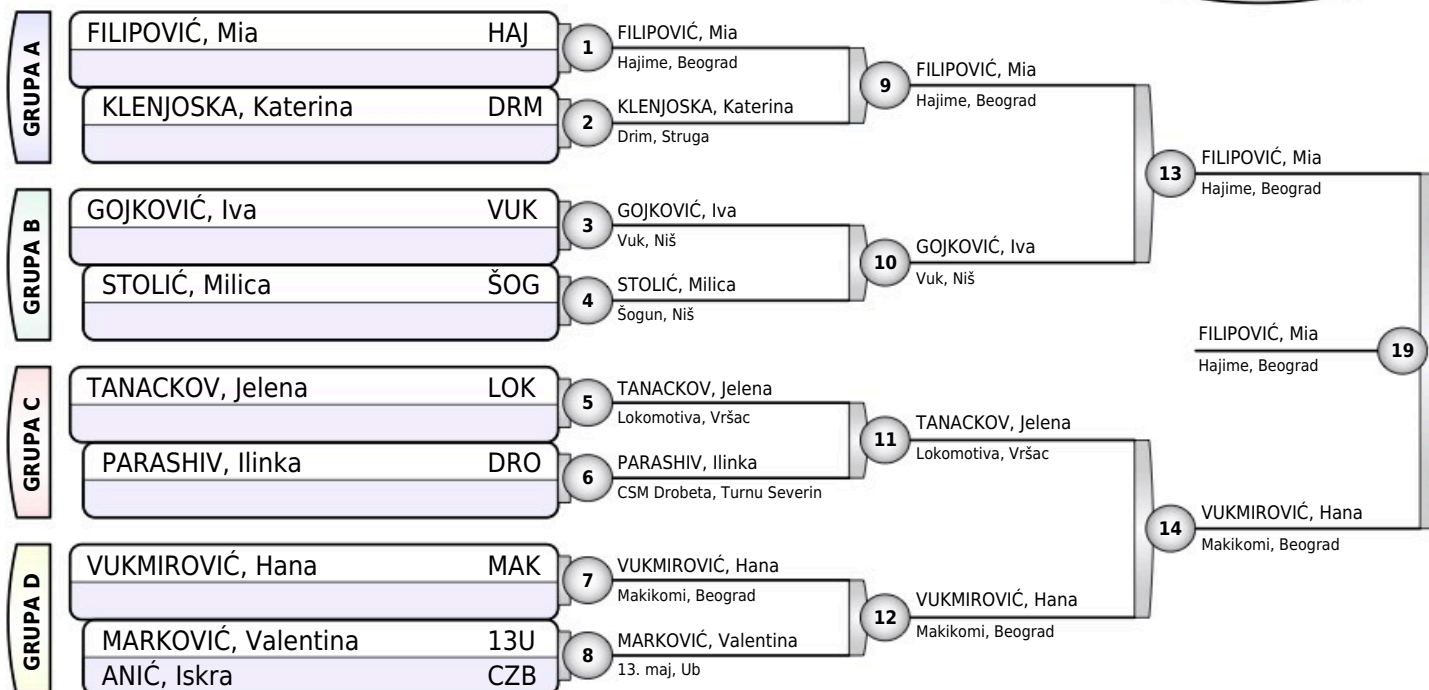 GRUPA A
FILIPOVIĆ, Mia HAJ
KLENJOSKA, Katerina DRM
GRUPA B
GOJKOVIĆ, Iva VUK
STOLIĆ, Milica ŠOG
GRUPA C
TANACKOV, Jelena LOK
PARASHIV, Ilinka DRO
GRUPA D
VUKMIROVIĆ, Hana MAK
MARKOVIĆ, Valentina 13U
ANIĆ, Iskra CZB
1
FILIPOVIĆ, Mia
Hajime, Beograd
2
KLENJOSKA, Katerina
Drim, Struga
3
GOJKOVIĆ, Iva
Vuk, Niš
4
STOLIĆ, Milica
Šogun, Niš
5
TANACKOV, Jelena
Lokomotiva, Vršac
6
PARASHIV, Ilinka
CSM Drobeta, Turnu Severin
7
VUKMIROVIĆ, Hana
Makikomi, Beograd
8
MARKOVIĆ, Valentina
13. maj, Ub
9
FILIPOVIĆ, Mia
Hajime, Beograd
10
GOJKOVIĆ, Iva
Vuk, Niš
11
TANACKOV, Jelena
Lokomotiva, Vršac
12
VUKMIROVIĆ, Hana
Makikomi, Beograd
13
FILIPOVIĆ, Mia
Hajime, Beograd
14
VUKMIROVIĆ, Hana
Makikomi, Beograd
FILIPOVIĆ, Mia
Hajime, Beograd
19